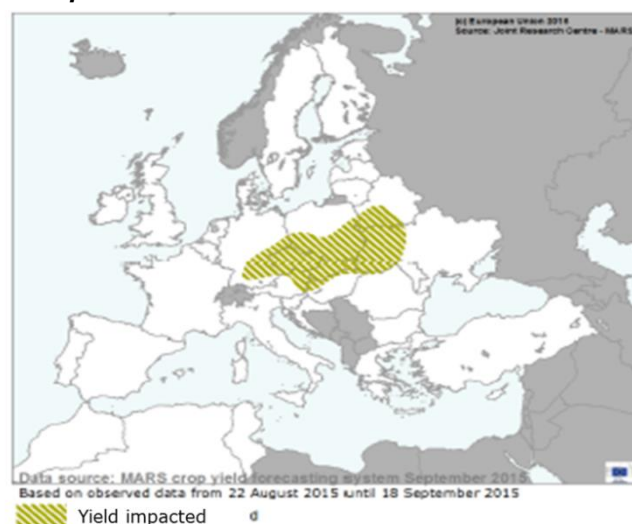 (c) European Union 2015
Source: Joint Research Centre - MARS
Data source: MARS crop yield forecasting system September 2015
Based on observed data from 22 August 2015 until 18 September 2015
Yield impacted d